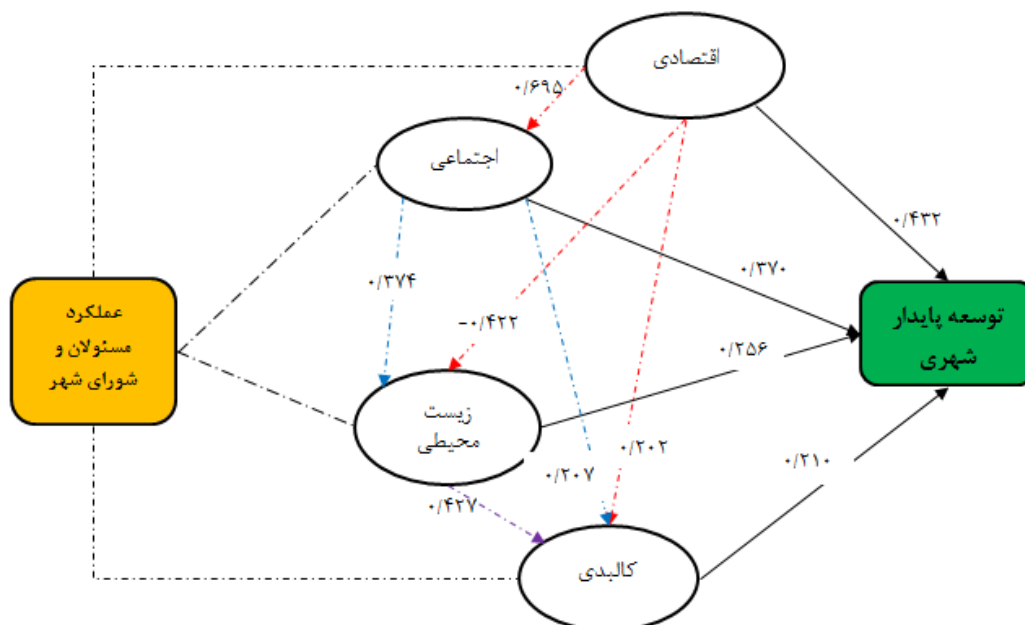 اقتصادی
۰/۶۹۵
اجتماعی
۰/۴۳۲
۰/۳۷۴
۰/۳۷۰
-۰/۴۲۲
عملکرد
مسئولان و
شورای شهر
توسعه پایدار
شهری
۰/۲۵۶
زیست
محیطی
۰/۲۰۲
۰/۲۰۷
۰/۲۱۰
۰/۴۲۷
کالبدی